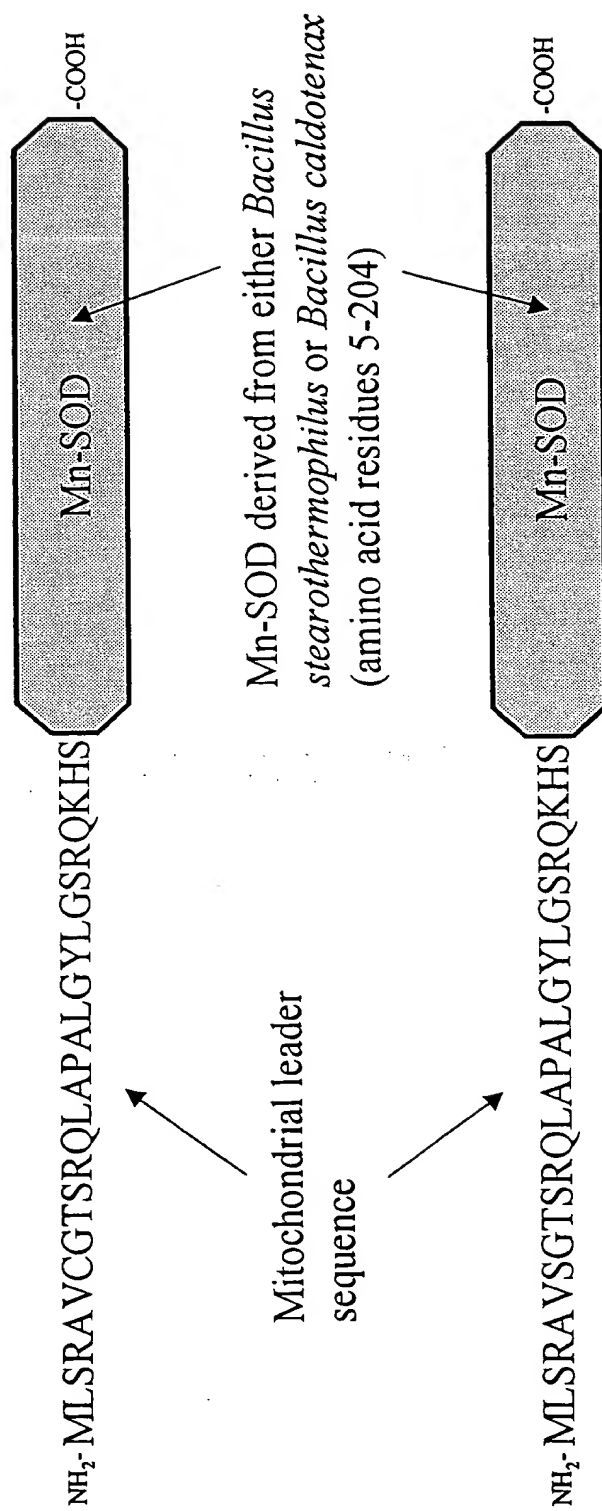 NH₂- MLSRAVCGTSRQLAPALGYLGSRQKHS
Mn-SOD
-COOH
Mitochondrial leader
sequence
Mn-SOD derived from either Bacillus
stearothermophilus or Bacillus caldotenax
(amino acid residues 5-204)
NH₂- MLSRAVSGTSRQLAPALGYLGSRQKHS
Mn-SOD
-COOH